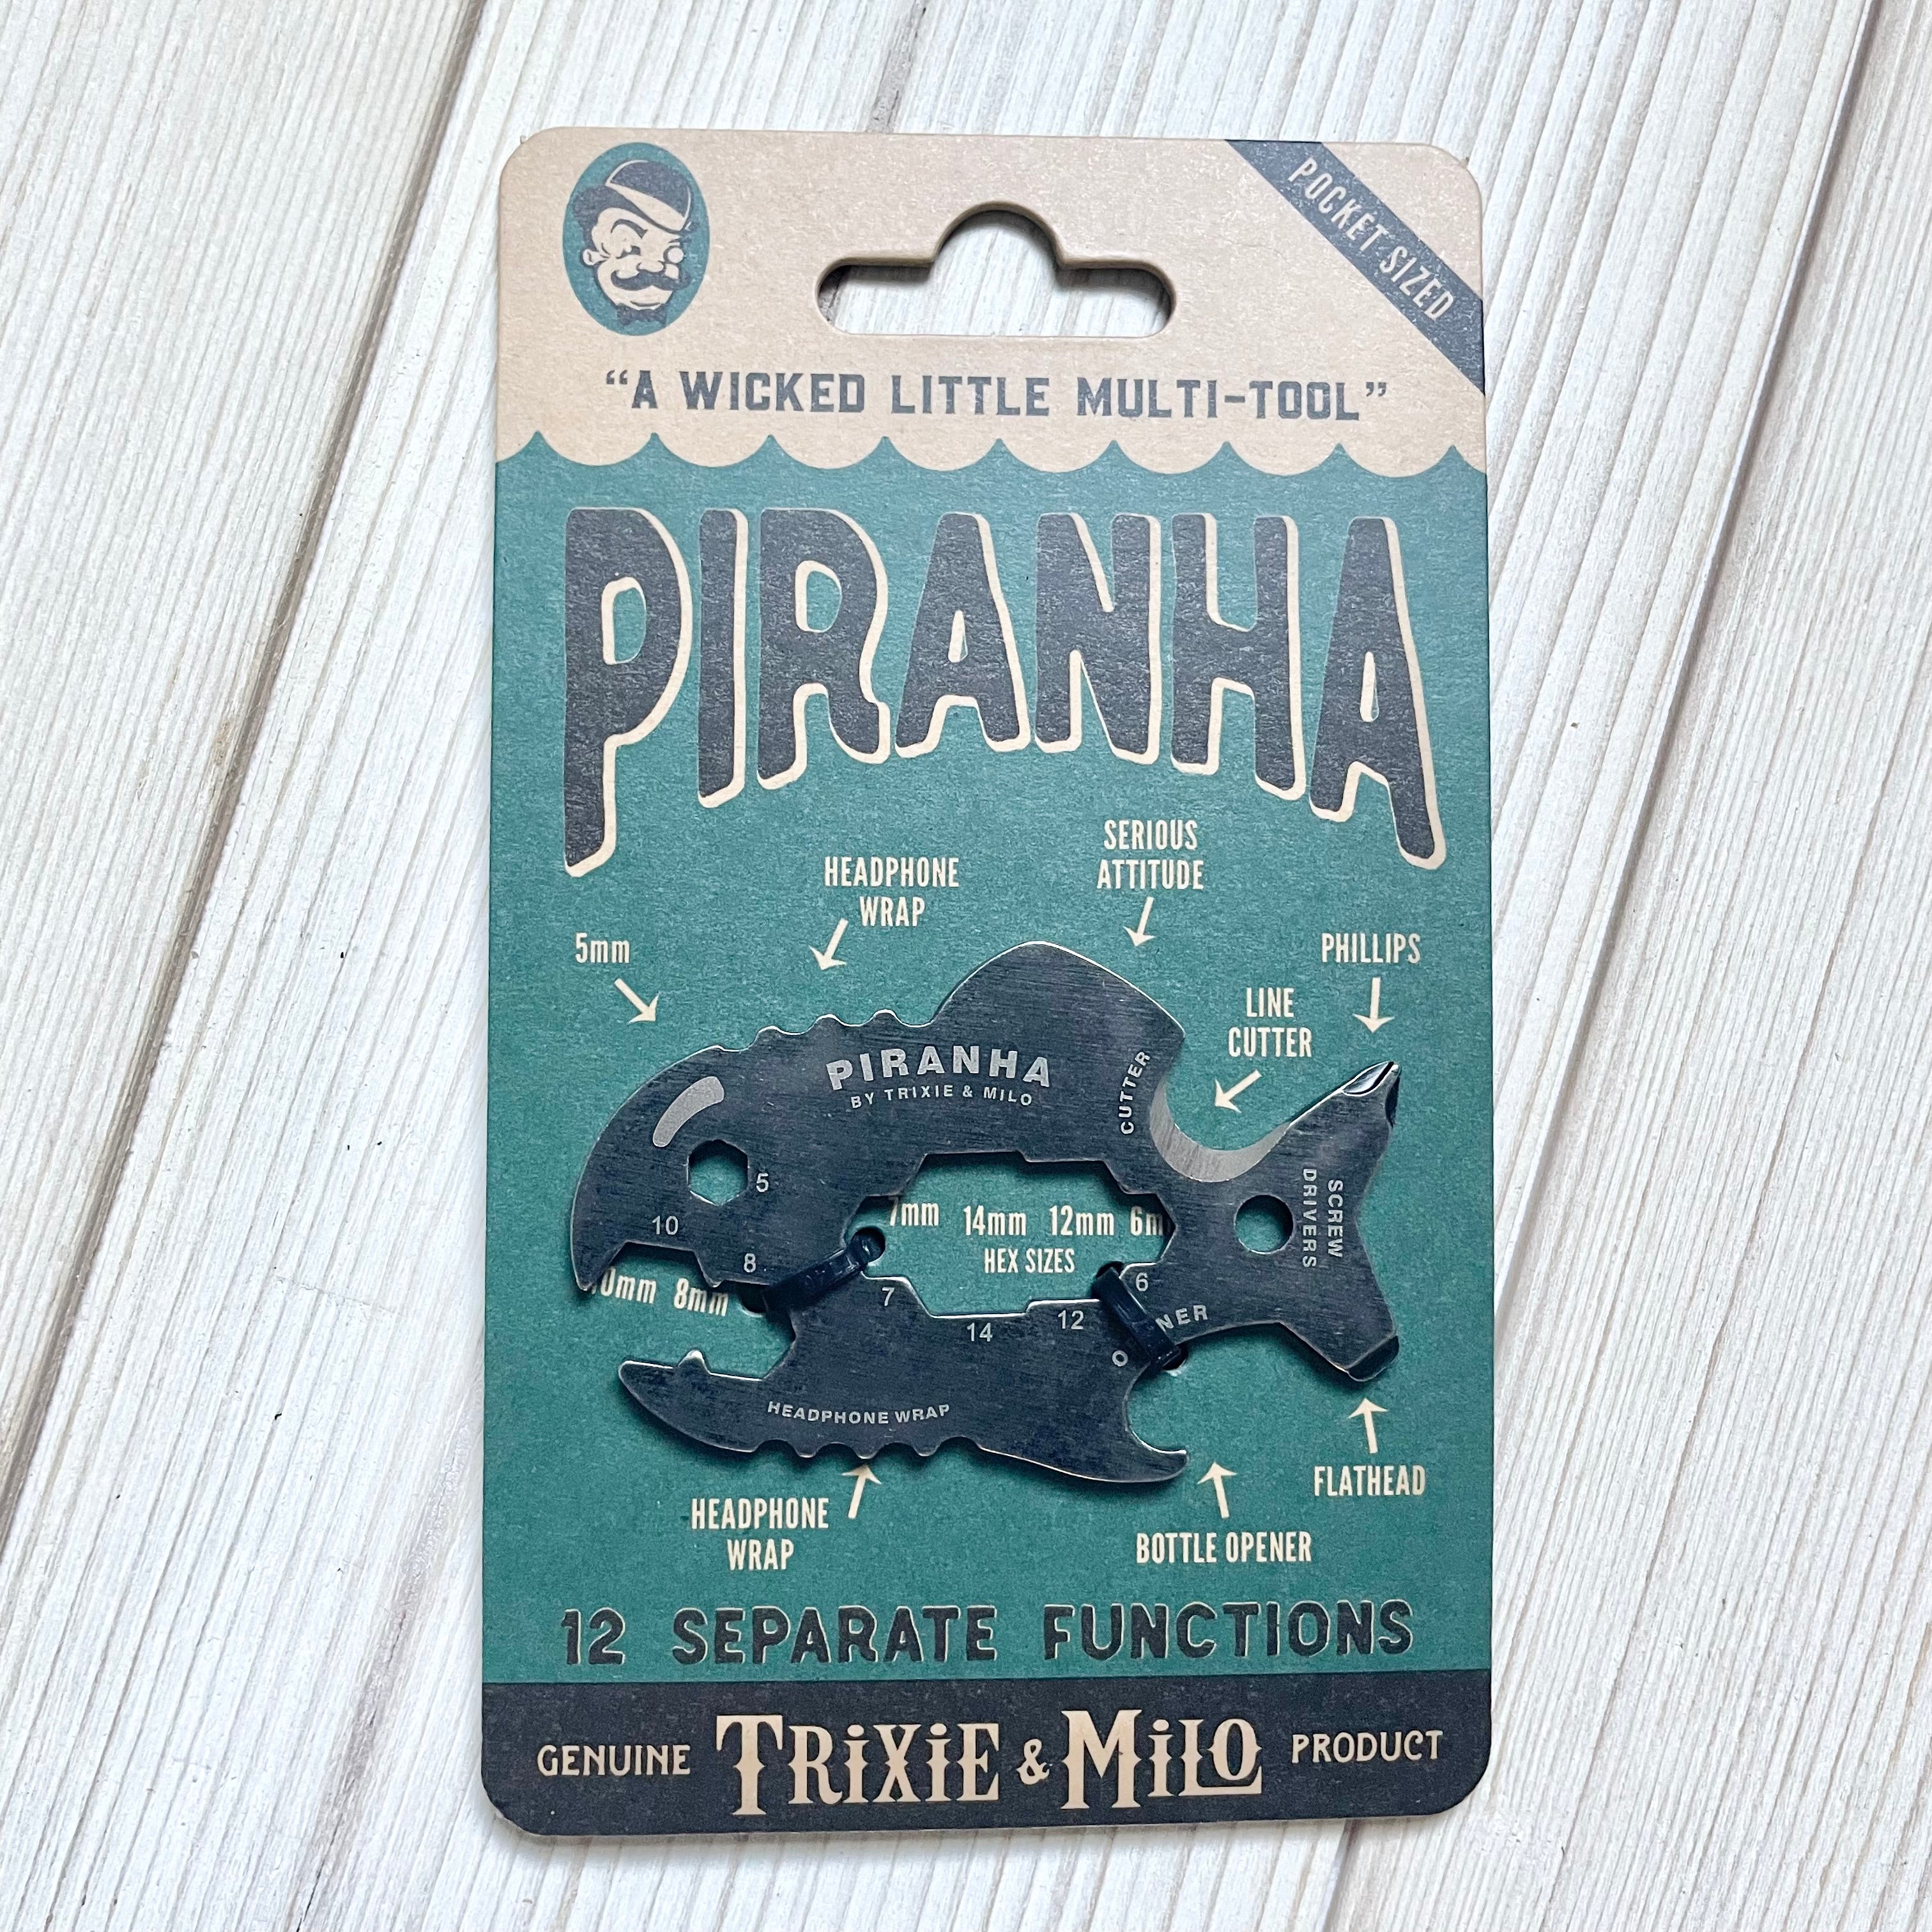 POCKET SIZED
“A WICKED LITTLE MULTI-TOOL”
PIRANHA
SERIOUS
ATTITUDE
HEADPHONE
WRAP
5mm
PHILLIPS
LINE
CUTTER
PIRANHA
BY TRIXIE & MILO
CUTTER
SCREW
DRIVERS
5
10
8
7mm 14mm 12mm
HEX SIZES
8mm
7
14
12
6
HEADPHONE WRAP
FLATHEAD
HEADPHONE
WRAP
BOTTLE OPENER
12 SEPARATE FUNCTIONS
GENUINE TRiXiE & MiLO PRODUCT